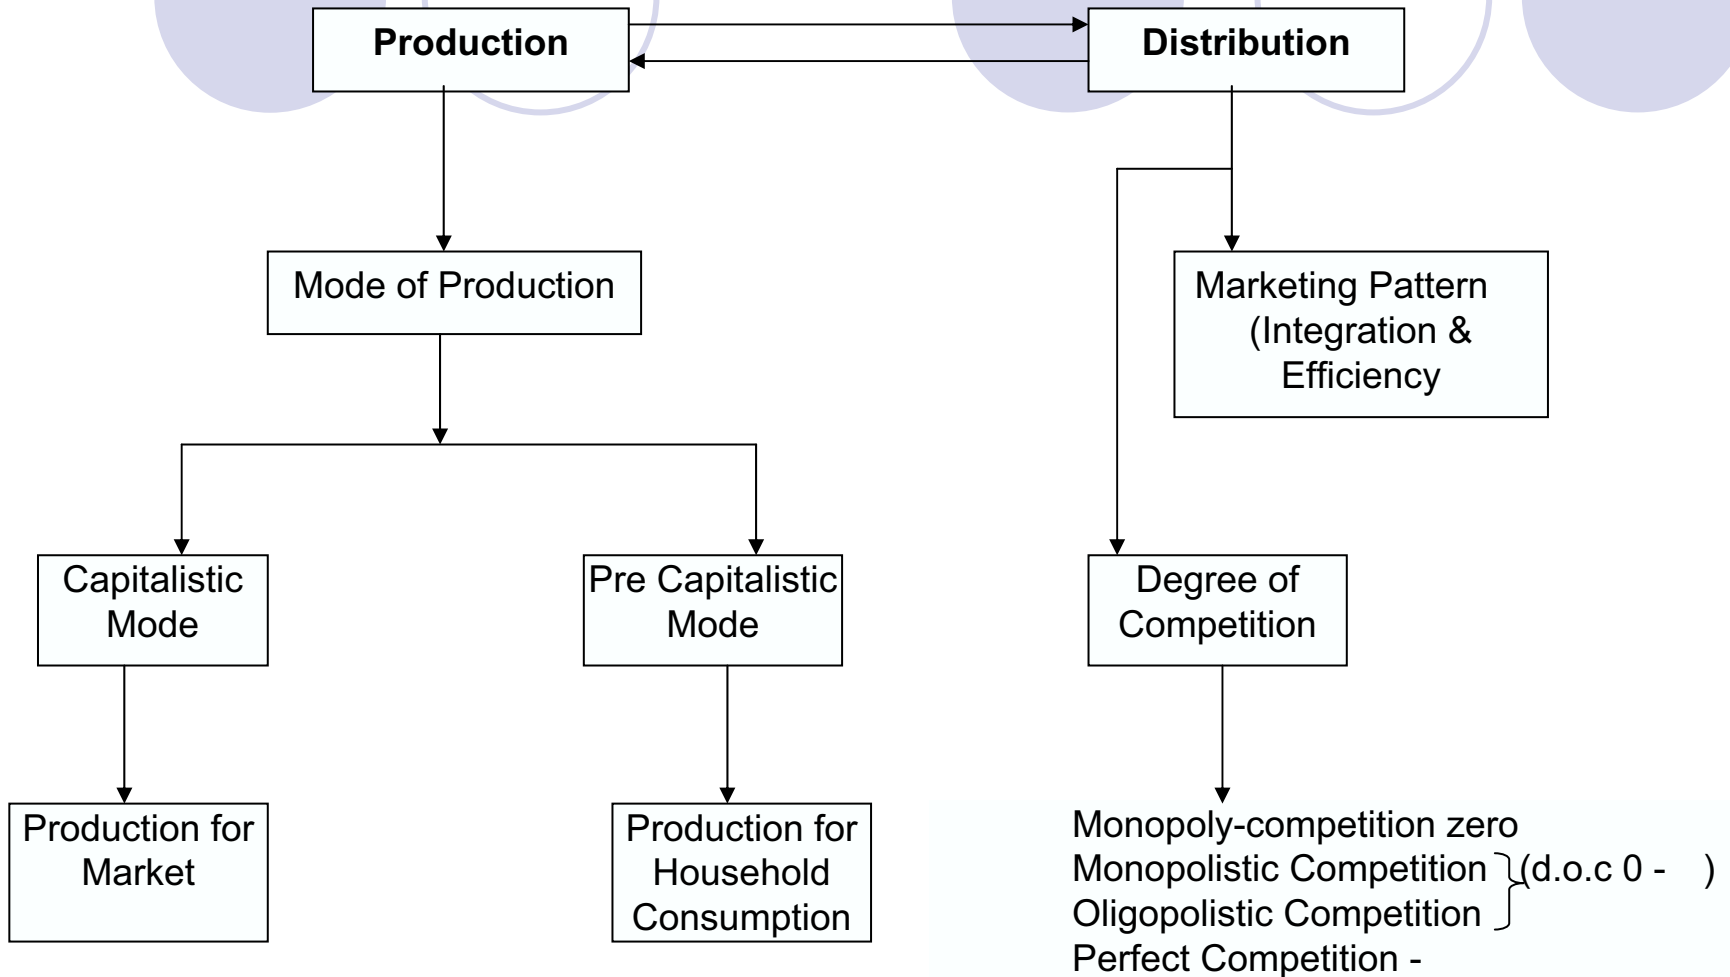 Production
Distribution
Mode of Production
Marketing Pattern
(Integration &
Efficiency
Capitalistic
Mode
Pre Capitalistic
Mode
Degree of
Competition
Production for
Market
Production for
Household
Consumption
Monopoly-competition zero
Monopolistic Competition (d.o.c 0 - )
Oligopolistic Competition
Perfect Competition -